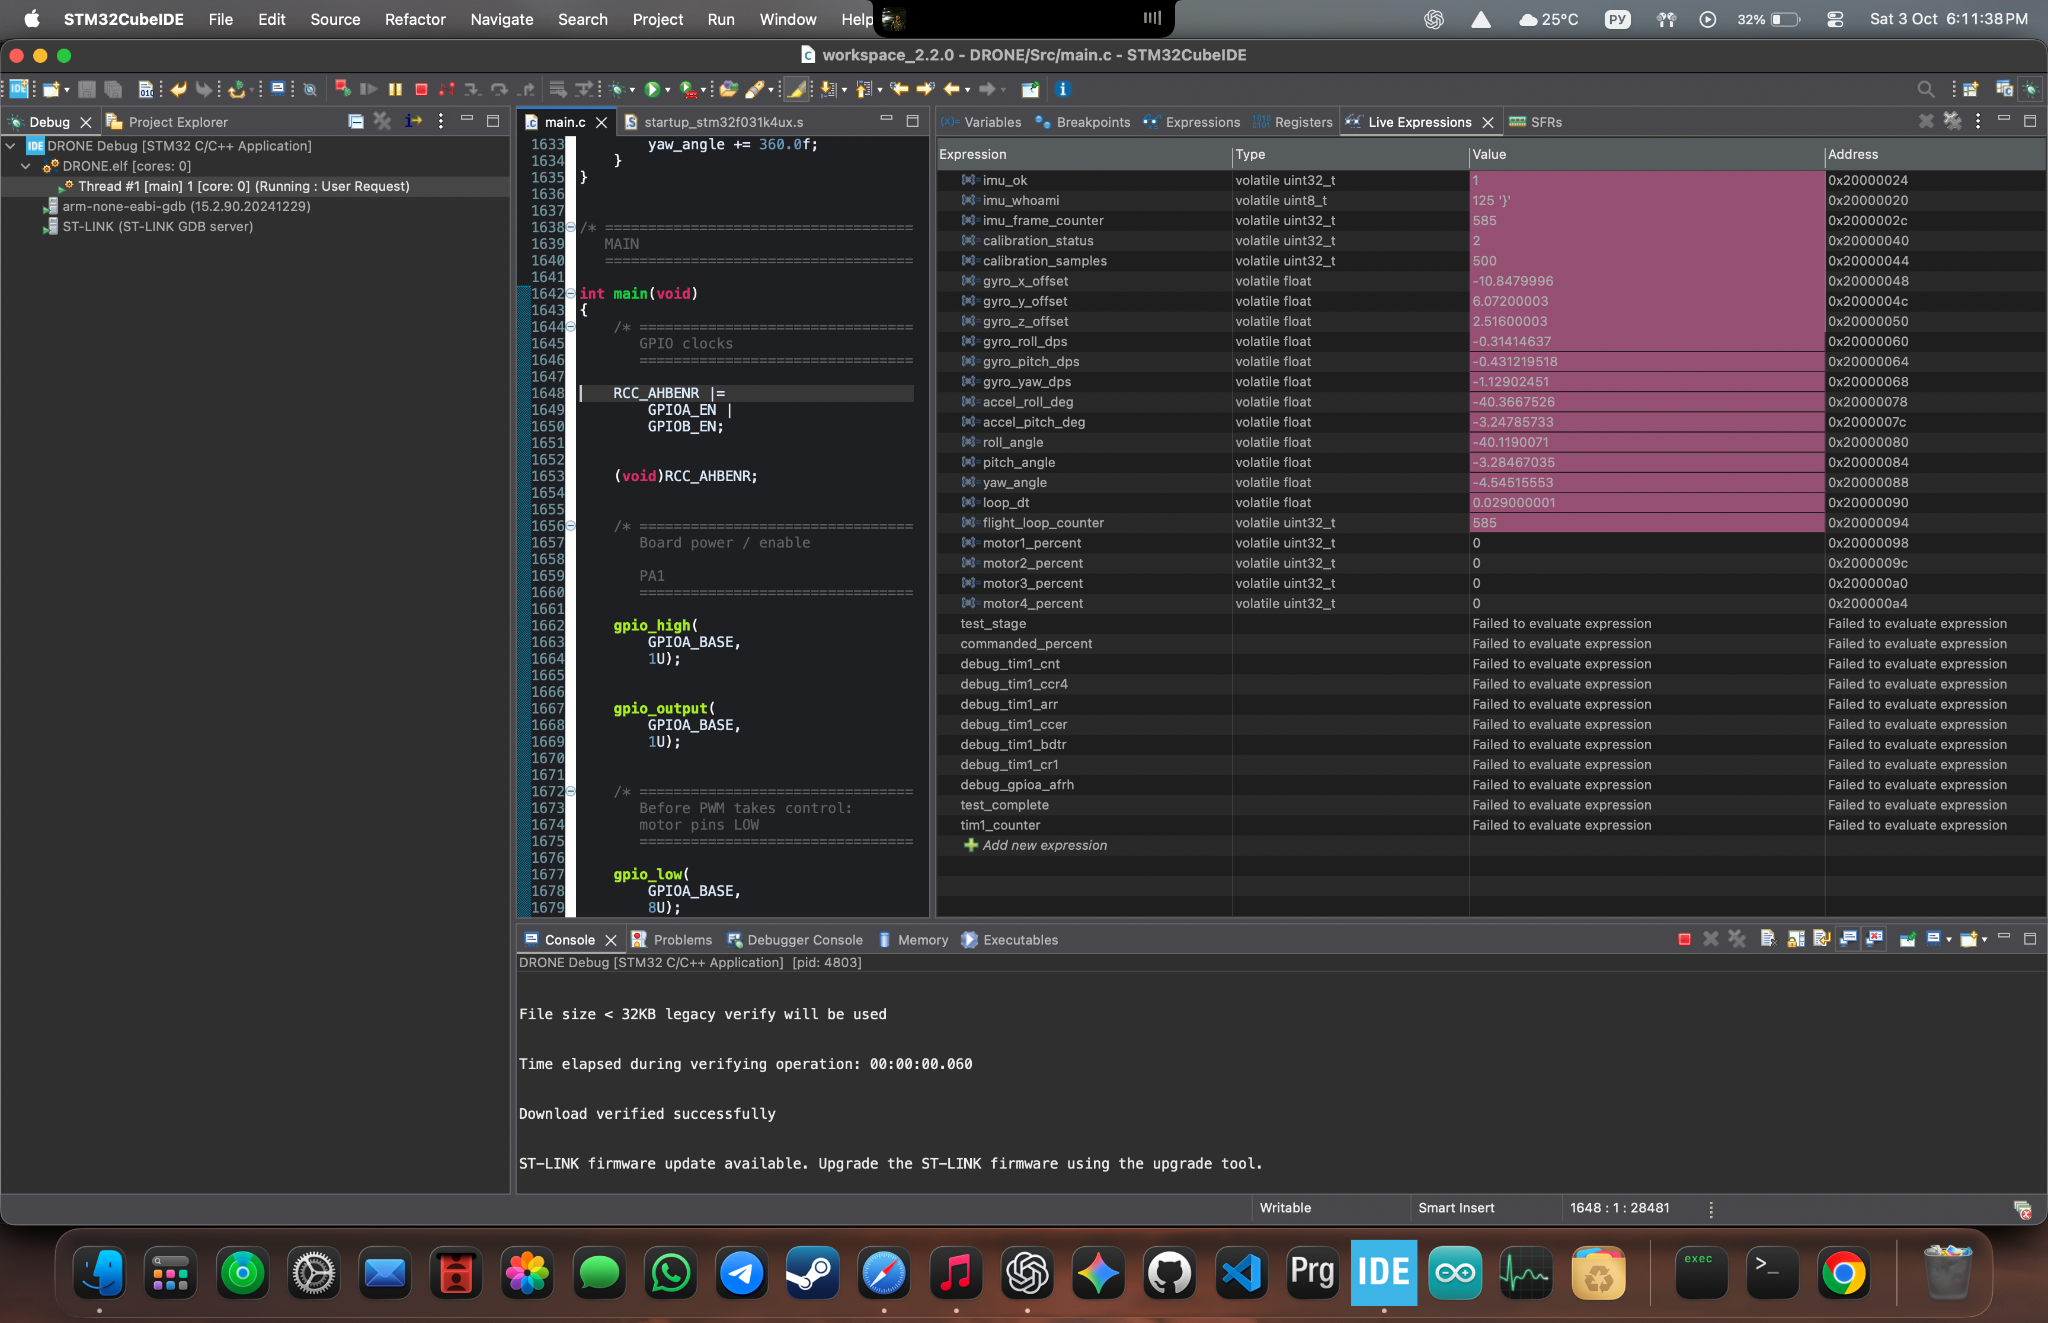 STM32CubeIDE File Edit Source Refactor Navigate Search Project Run Window Help 25°C РУ 32% Sat 3 Oct 6:11:38 PM
workspace_2.2.0 - DRONE/Src/main.c - STM32CubeIDE
Debug Project Explorer
DRONE Debug [STM32 C/C++ Application]
DRONE.elf [cores: 0]
Thread #1 [main] 1 [core: 0] (Running : User Request)
arm-none-eabi-gdb (15.2.90.20241229)
ST-LINK (ST-LINK GDB server)
main.c startup_stm32f031k4ux.s
1633 yaw_angle += 360.0f;
1634 }
1635 }
1636
1637
1638 /* ====================================
1639 MAIN
1640 ====================================
1641
1642 int main(void)
1643 {
1644 /* ================================
1645 GPIO clocks
1646 ================================
1647
1648 RCC_AHBENR |=
1649 GPIOA_EN |
1650 GPIOB_EN;
1651
1652
1653 (void)RCC_AHBENR;
1654
1655
1656 /* ================================
1657 Board power / enable
1658
1659 PA1
1660 ================================
1661
1662 gpio_high(
1663 GPIOA_BASE,
1664 1U);
1665
1666
1667 gpio_output(
1668 GPIOA_BASE,
1669 1U);
1670
1671
1672 /* ================================
1673 Before PWM takes control:
1674 motor pins LOW
1675 ================================
1676
1677 gpio_low(
1678 GPIOA_BASE,
1679 8U);
Variables Breakpoints Expressions Registers Live Expressions SFRs
Expression Type Value Address
imu_ok volatile uint32_t 1 0x20000024
imu_whoami volatile uint8_t 125 '}' 0x20000020
imu_frame_counter volatile uint32_t 585 0x2000002c
calibration_status volatile uint32_t 2 0x20000040
calibration_samples volatile uint32_t 500 0x20000044
gyro_x_offset volatile float -10.8479996 0x20000048
gyro_y_offset volatile float 6.07200003 0x2000004c
gyro_z_offset volatile float 2.51600003 0x20000050
gyro_roll_dps volatile float -0.31414637 0x20000060
gyro_pitch_dps volatile float -0.431219518 0x20000064
gyro_yaw_dps volatile float -1.12902451 0x20000068
accel_roll_deg volatile float -40.3667526 0x20000078
accel_pitch_deg volatile float -3.24785733 0x2000007c
roll_angle volatile float -40.1190071 0x20000080
pitch_angle volatile float -3.28467035 0x20000084
yaw_angle volatile float -4.54515553 0x20000088
loop_dt volatile float 0.029000001 0x20000090
flight_loop_counter volatile uint32_t 585 0x20000094
motor1_percent volatile uint32_t 0 0x20000098
motor2_percent volatile uint32_t 0 0x2000009c
motor3_percent volatile uint32_t 0 0x200000a0
motor4_percent volatile uint32_t 0 0x200000a4
test_stage Failed to evaluate expression Failed to evaluate expression
commanded_percent Failed to evaluate expression Failed to evaluate expression
debug_tim1_cnt Failed to evaluate expression Failed to evaluate expression
debug_tim1_ccr4 Failed to evaluate expression Failed to evaluate expression
debug_tim1_arr Failed to evaluate expression Failed to evaluate expression
debug_tim1_ccer Failed to evaluate expression Failed to evaluate expression
debug_tim1_bdtr Failed to evaluate expression Failed to evaluate expression
debug_tim1_cr1 Failed to evaluate expression Failed to evaluate expression
debug_gpioa_afrh Failed to evaluate expression Failed to evaluate expression
test_complete Failed to evaluate expression Failed to evaluate expression
tim1_counter Failed to evaluate expression Failed to evaluate expression
Add new expression
Console Problems Debugger Console Memory Executables
DRONE Debug [STM32 C/C++ Application] [pid: 4803]
File size < 32KB legacy verify will be used
Time elapsed during verifying operation: 00:00:00.060
Download verified successfully
ST-LINK firmware update available. Upgrade the ST-LINK firmware using the upgrade tool.
Writable Smart Insert 1648 : 1 : 28481
Prg IDE exec >_